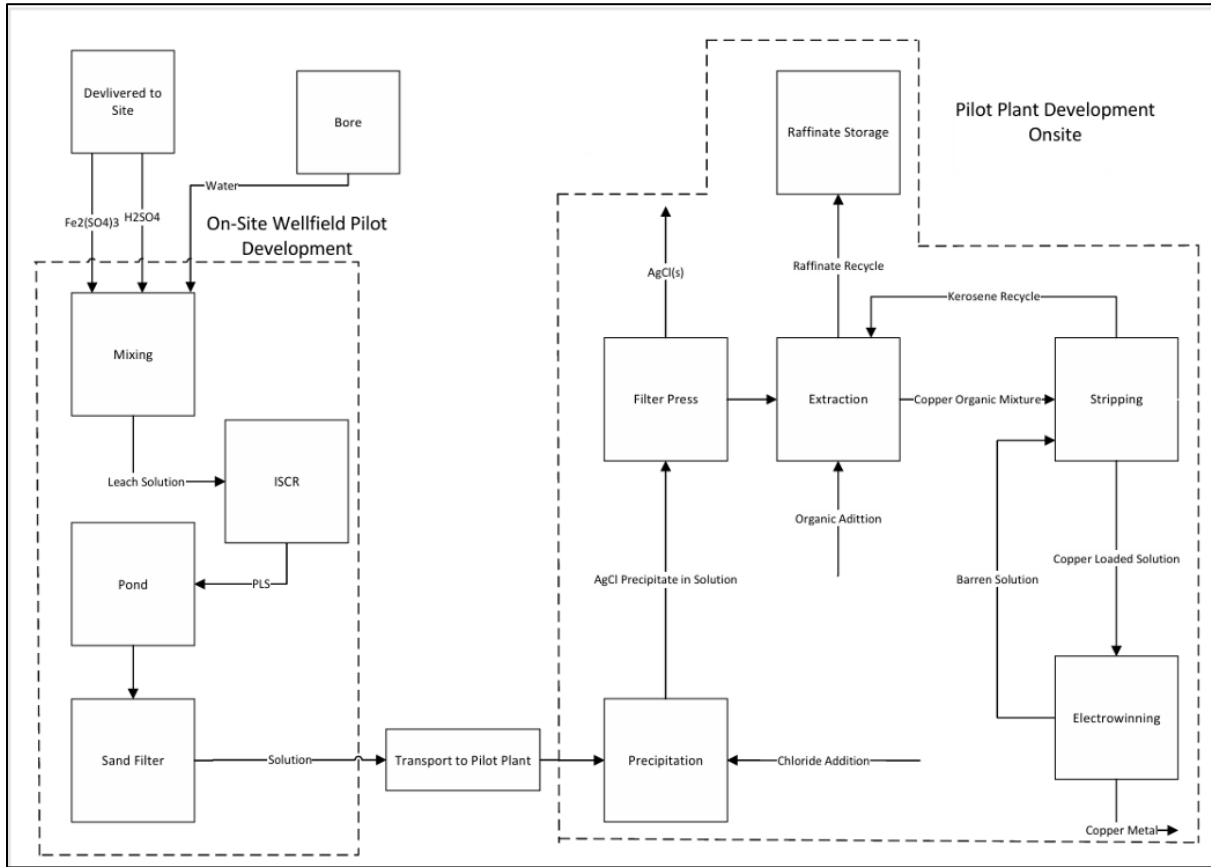 Devlivered to
Site
Bore
Water
Fe2(SO4)3
H2SO4
On-Site Wellfield Pilot
Development
Mixing
Leach Solution
ISCR
PLS
Pond
Sand Filter
Solution
Transport to Pilot Plant
Pilot Plant Development
Onsite
Raffinate Storage
AgCl(s)
Raffinate Recycle
Kerosene Recycle
Filter Press
Extraction
Copper Organic Mixture
Stripping
Organic Adittion
AgCl Precipitate in Solution
Barren Solution
Copper Loaded Solution
Precipitation
Chloride Addition
Electrowinning
Copper Metal